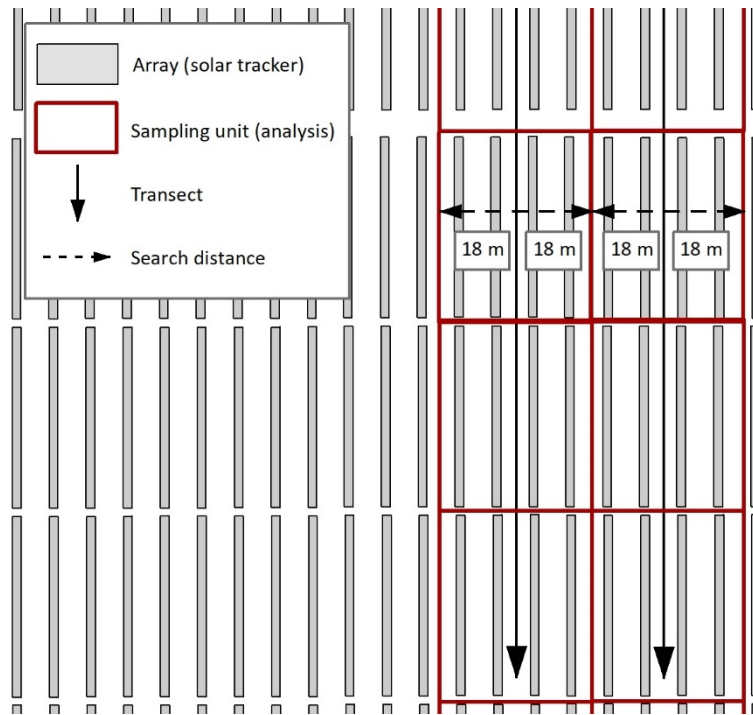 Array (solar tracker)
Sampling unit (analysis)
Transect
Search distance
18 m 18 m 18 m 18 m